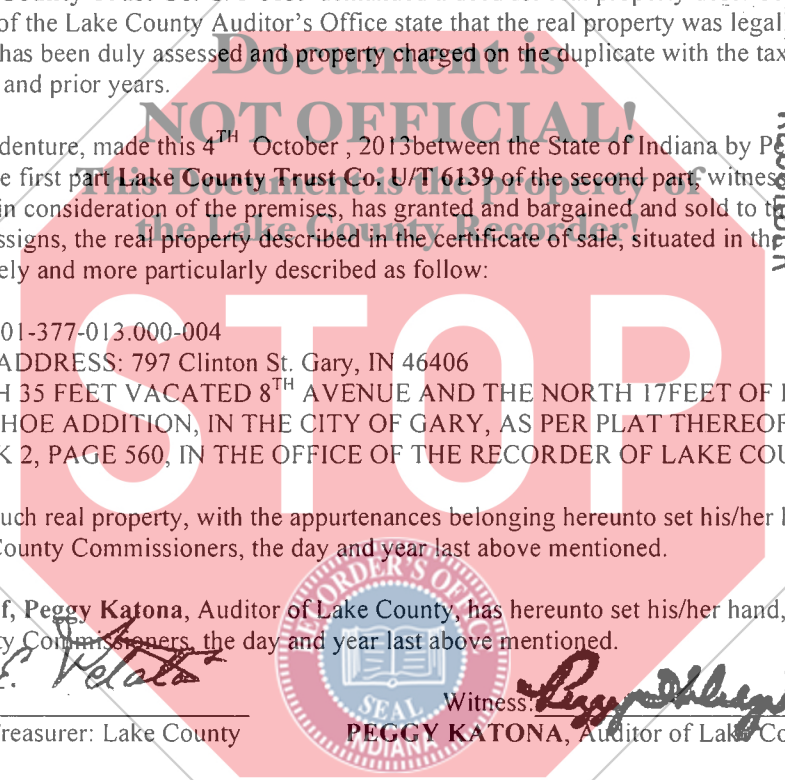 of the Lake County Auditor's Office state that the real property was legal
has been duly assessed and property charged on the duplicate with the tax
Document is
and prior years.
NOT OFFICIAL!
denture, made this 4TH October , 2013between the State of Indiana by
e first part Lake County Trust Co. U/T 6139 of the second part, witnes
This Document is the property of
in consideration of the premises, has granted and bargained and sold to
the Lake County Recorder!
ssigns, the real property described in the certificate of sale, situated in the
ely and more particularly described as follow:
01-377-013.000-004
ADDRESS: 797 Clinton St. Gary, IN 46406
H 35 FEET VACATED 8TH AVENUE AND THE NORTH 17FEET OF
HOE ADDITION, IN THE CITY OF GARY, AS PER PLAT THEREOF
K 2, PAGE 560, IN THE OFFICE OF THE RECORDER OF LAKE COU
STOP
uch real property, with the appurtenances belonging hereunto set his/her
County Commissioners, the day and year last above mentioned.
f, Peggy Katona, Auditor of Lake County, has hereunto set his/her hand,
ty Commissioners, the day and year last above mentioned.
RECORDER'S OFFICE
SEAL
INDIANA
Witness:
reasurer: Lake County PEGGY KATONA, Auditor of Lake Co